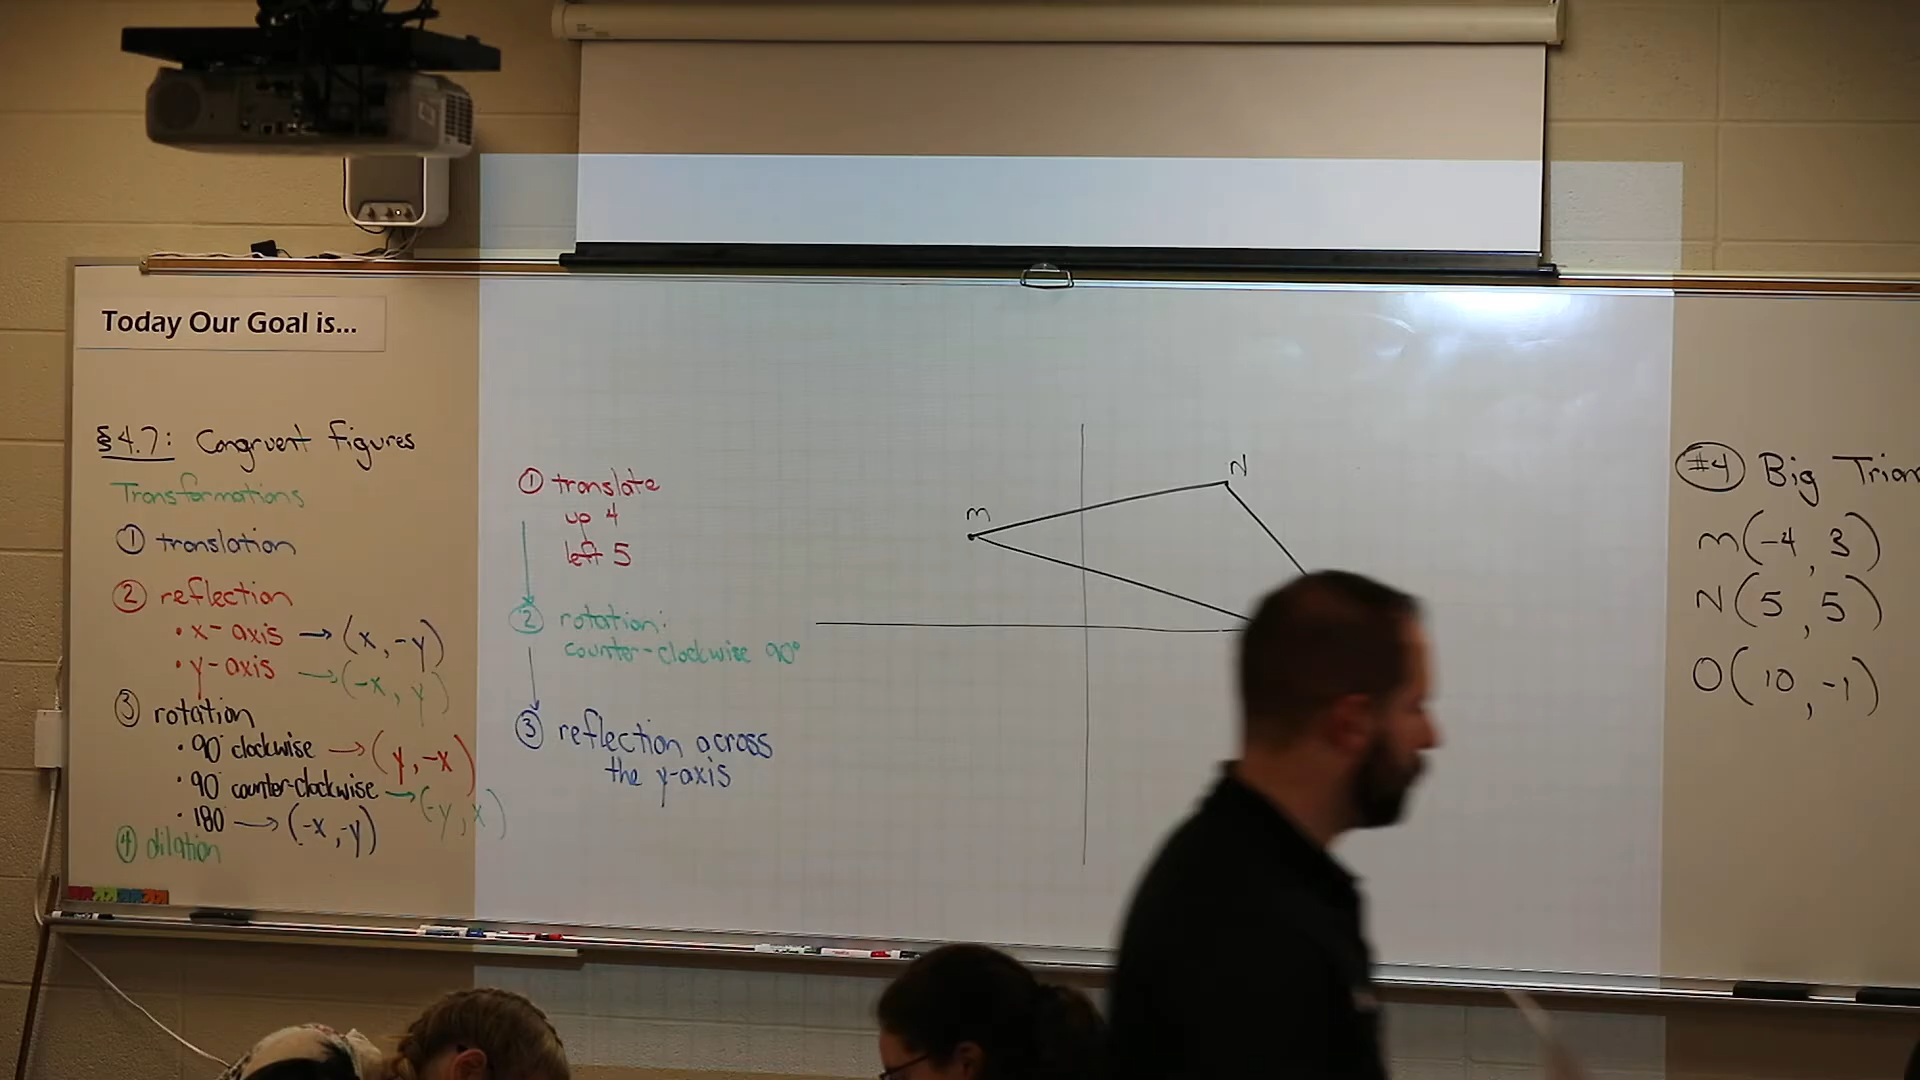 Today Our Goal is...
§4.7: Congruent figures
Transformations
① translation
② reflection
• x-axis → (x, -y)
• y-axis → (-x, y)
③ rotation
• 90° clockwise → (y, -x)
• 90° counter-clockwise → (-y, x)
• 180° → (-x, -y)
④ dilation
① translate
up 4
left 5
② rotation:
counter-clockwise 90°
③ reflection across
the y-axis
M
N
#4 Big Trian
M(-4, 3)
N(5, 5)
O(10, -1)